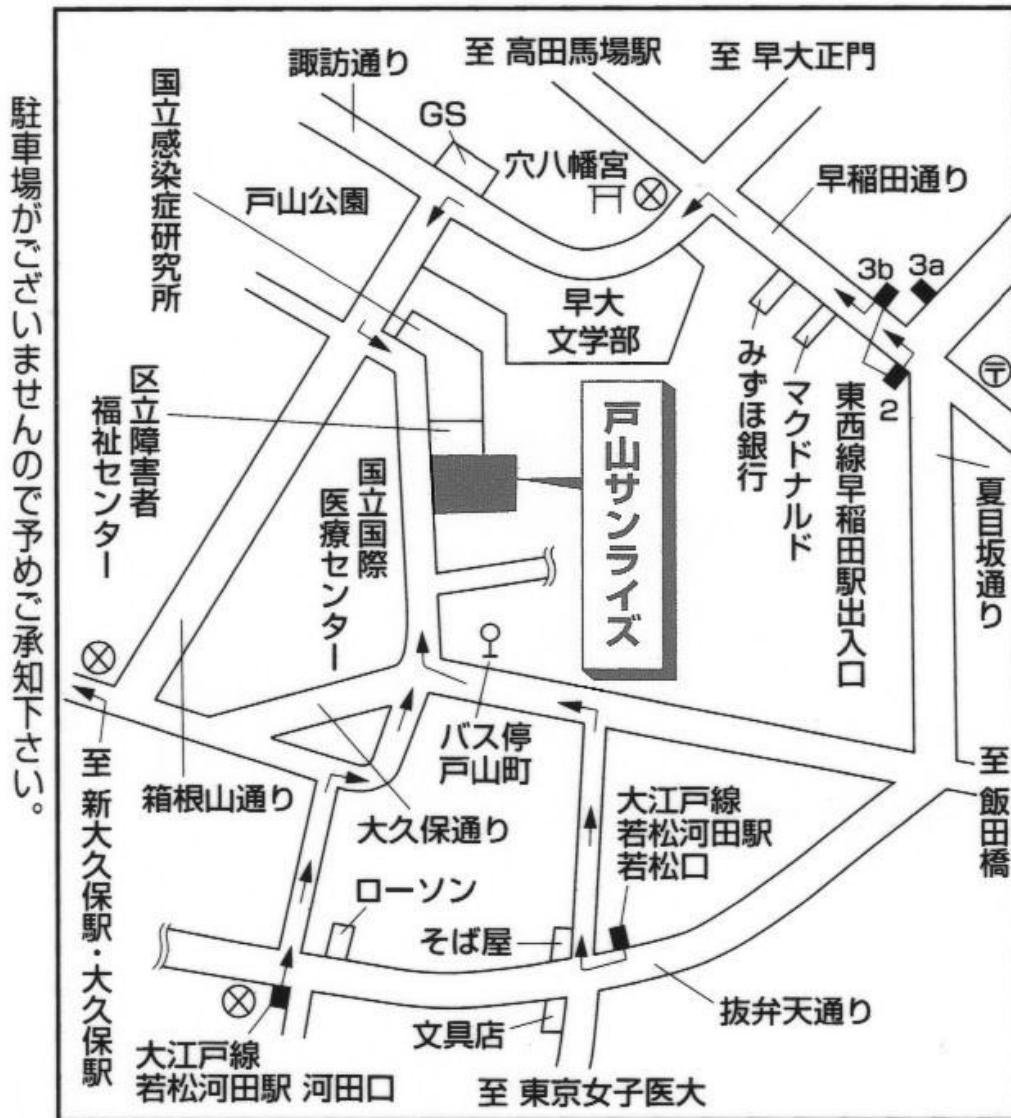 駐車場がございませんので予めご承知下さい。
諏訪通り
至 高田馬場駅
至 早大正門
国立感染症研究所
GS
穴八幡宮
早稲田通り
戸山公園
3b
3a
早大
文学部
みずほ銀行
マクドナルド
東西線早稲田駅出入口
2
〒
夏目坂通り
区立障害者
福祉センター
戸山サンライズ
国立国際
医療センター
バス停
戸山町
至 新大久保駅・大久保駅
箱根山通り
大久保通り
大江戸線
若松河田駅
若松口
至 飯田橋
ローソン
そば屋
抜弁天通り
文具店
大江戸線
若松河田駅 河田口
至 東京女子医大